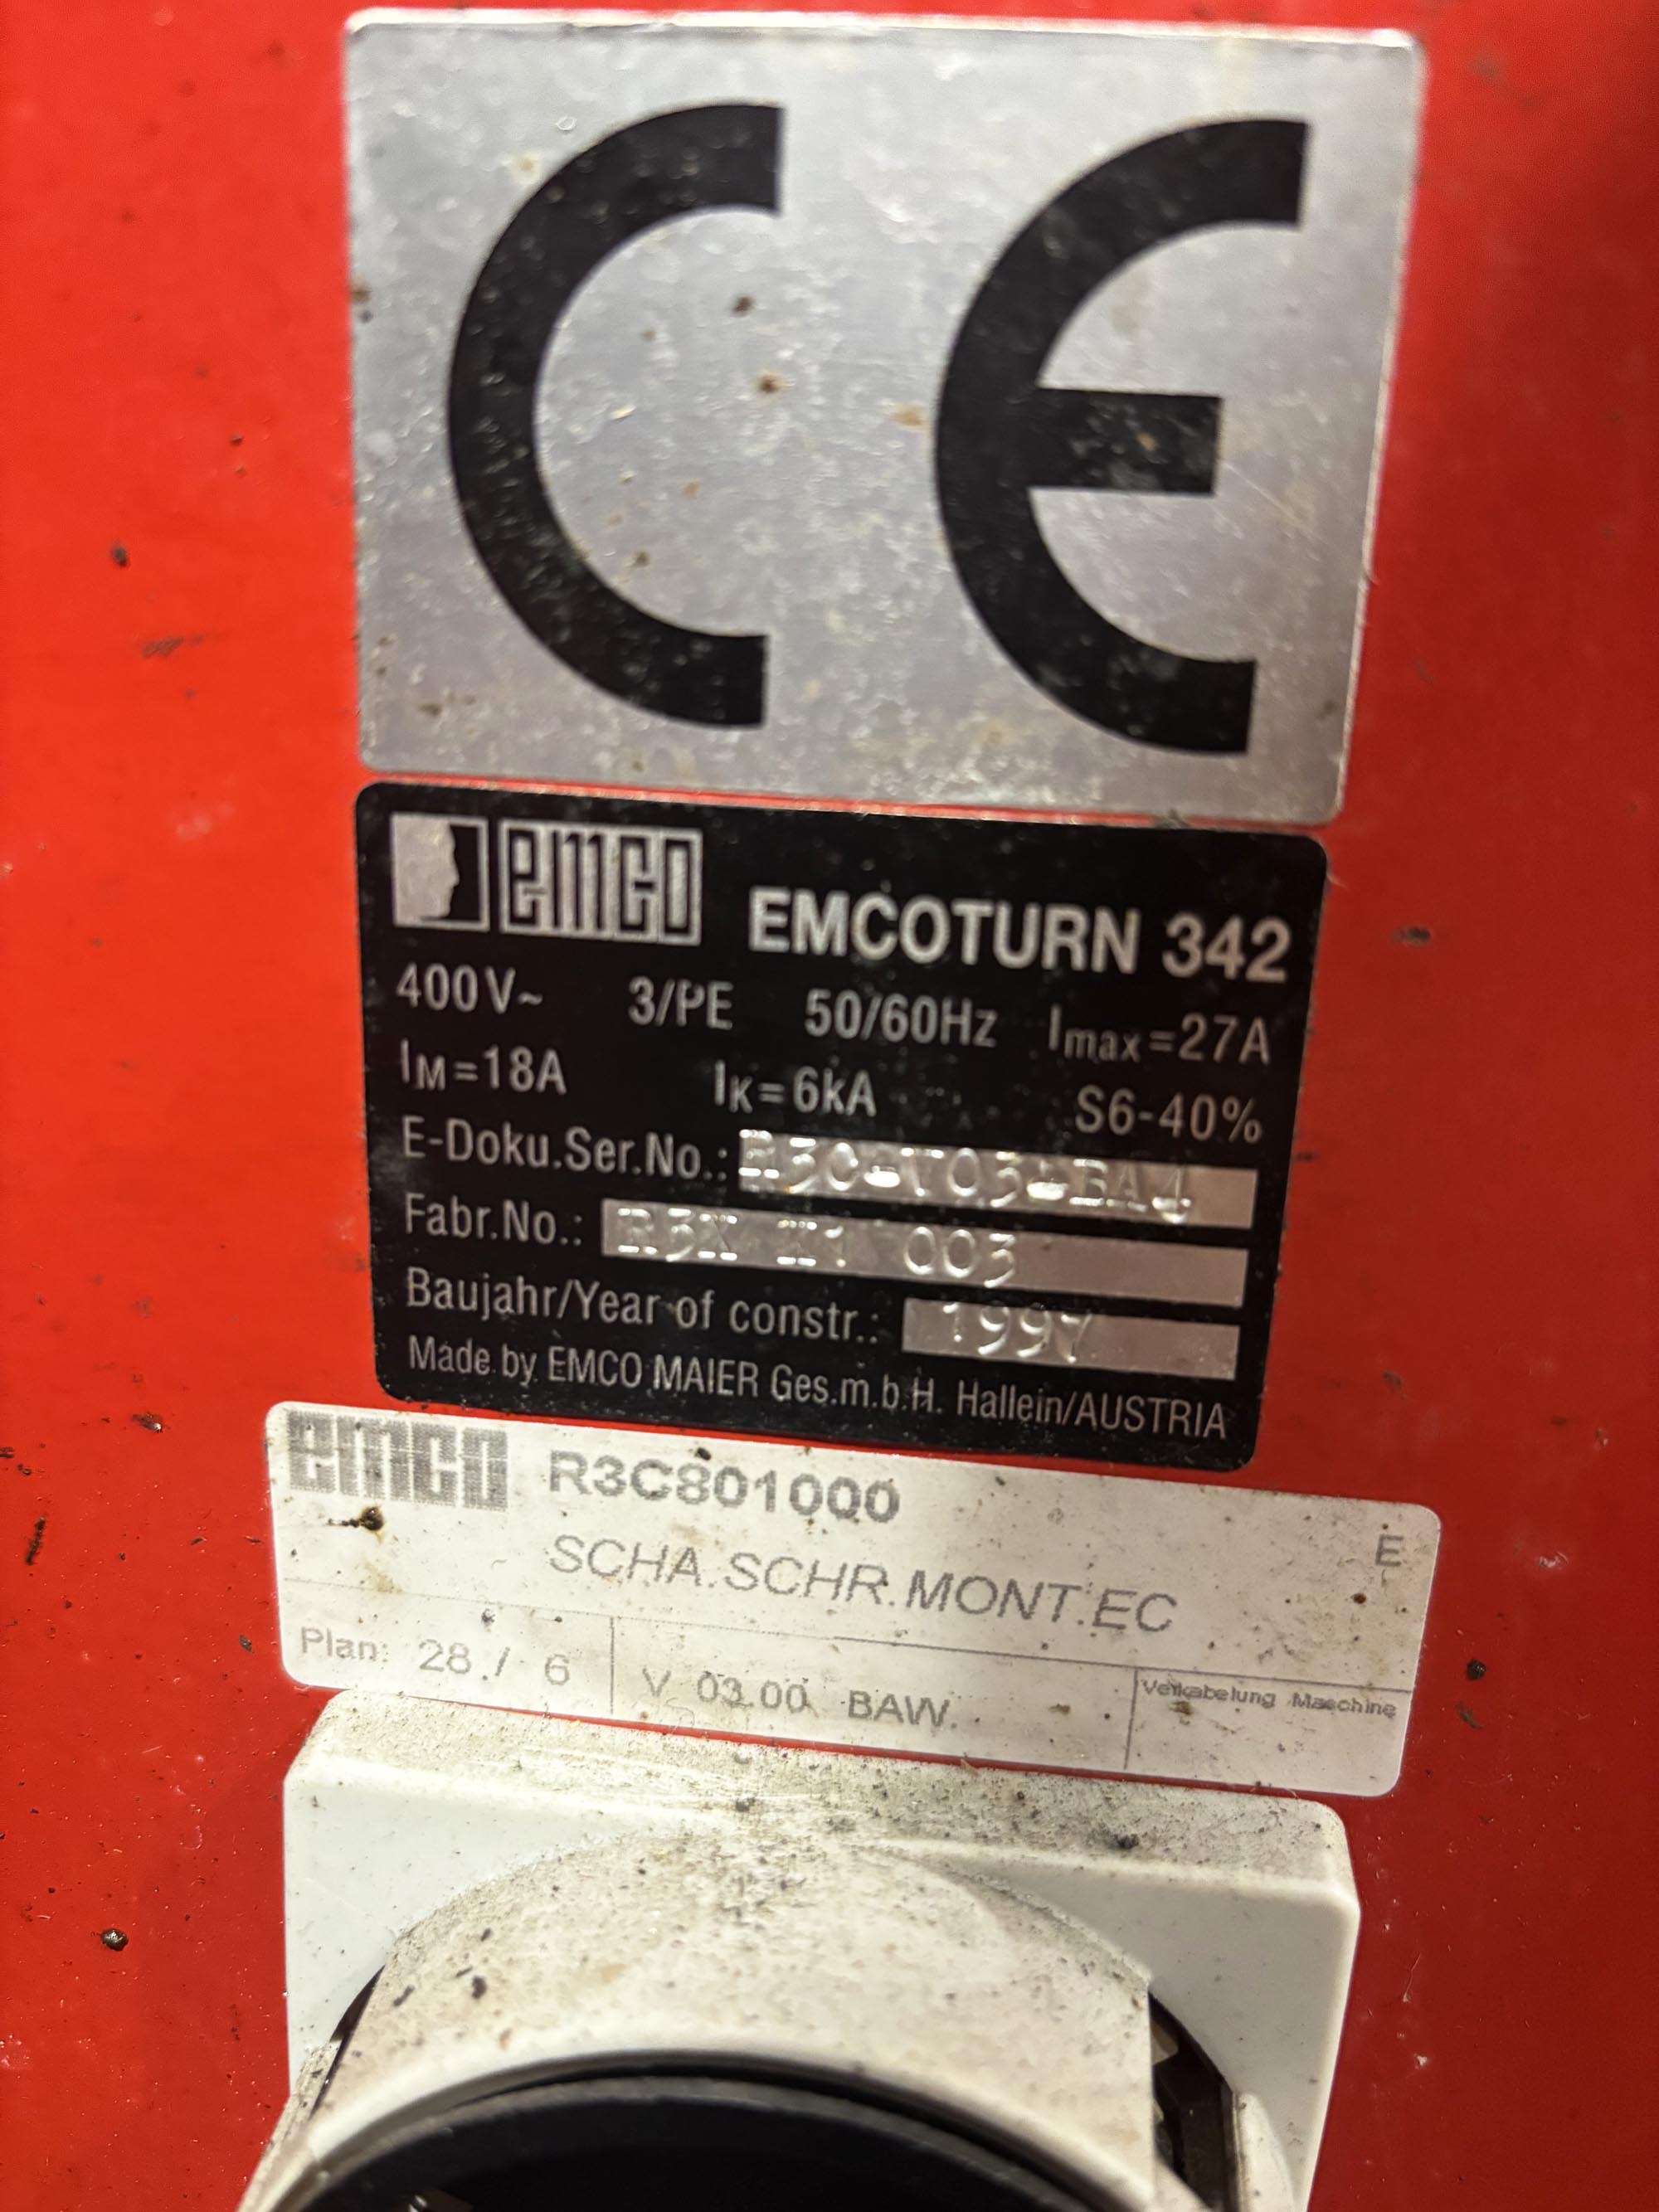 CE
emco EMCOTURN 342
400V~ 3/PE 50/60Hz Imax=27A
IM=18A IK=6kA S6-40%
E-Doku.Ser.No.:
Fabr.No.: 003
Baujahr/Year of constr.: 1997
Made by EMCO MAIER Ges.m.b.H. Hallein/AUSTRIA
emco R3C801000
SCHA.SCHR.MONT.EC E
Plan: 28 / 6 V 03.00 BAW. Verkabelung Maschine